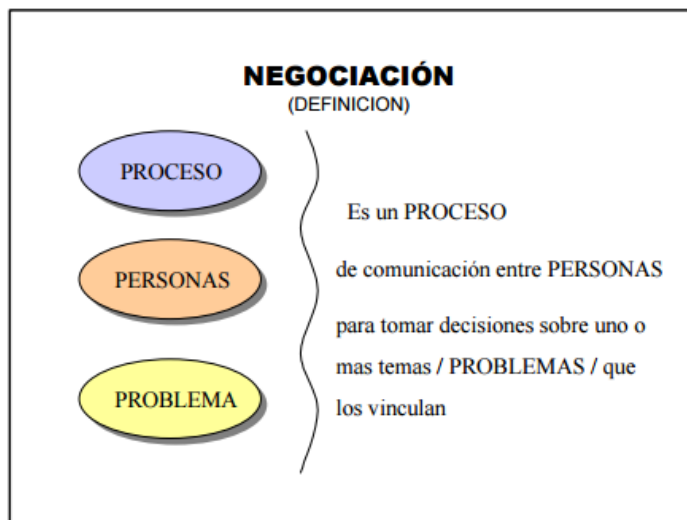 NEGOCIACIÓN
(DEFINICION)
PROCESO
PERSONAS
PROBLEMA
Es un PROCESO
de comunicación entre PERSONAS
para tomar decisiones sobre uno o
mas temas / PROBLEMAS / que
los vinculan